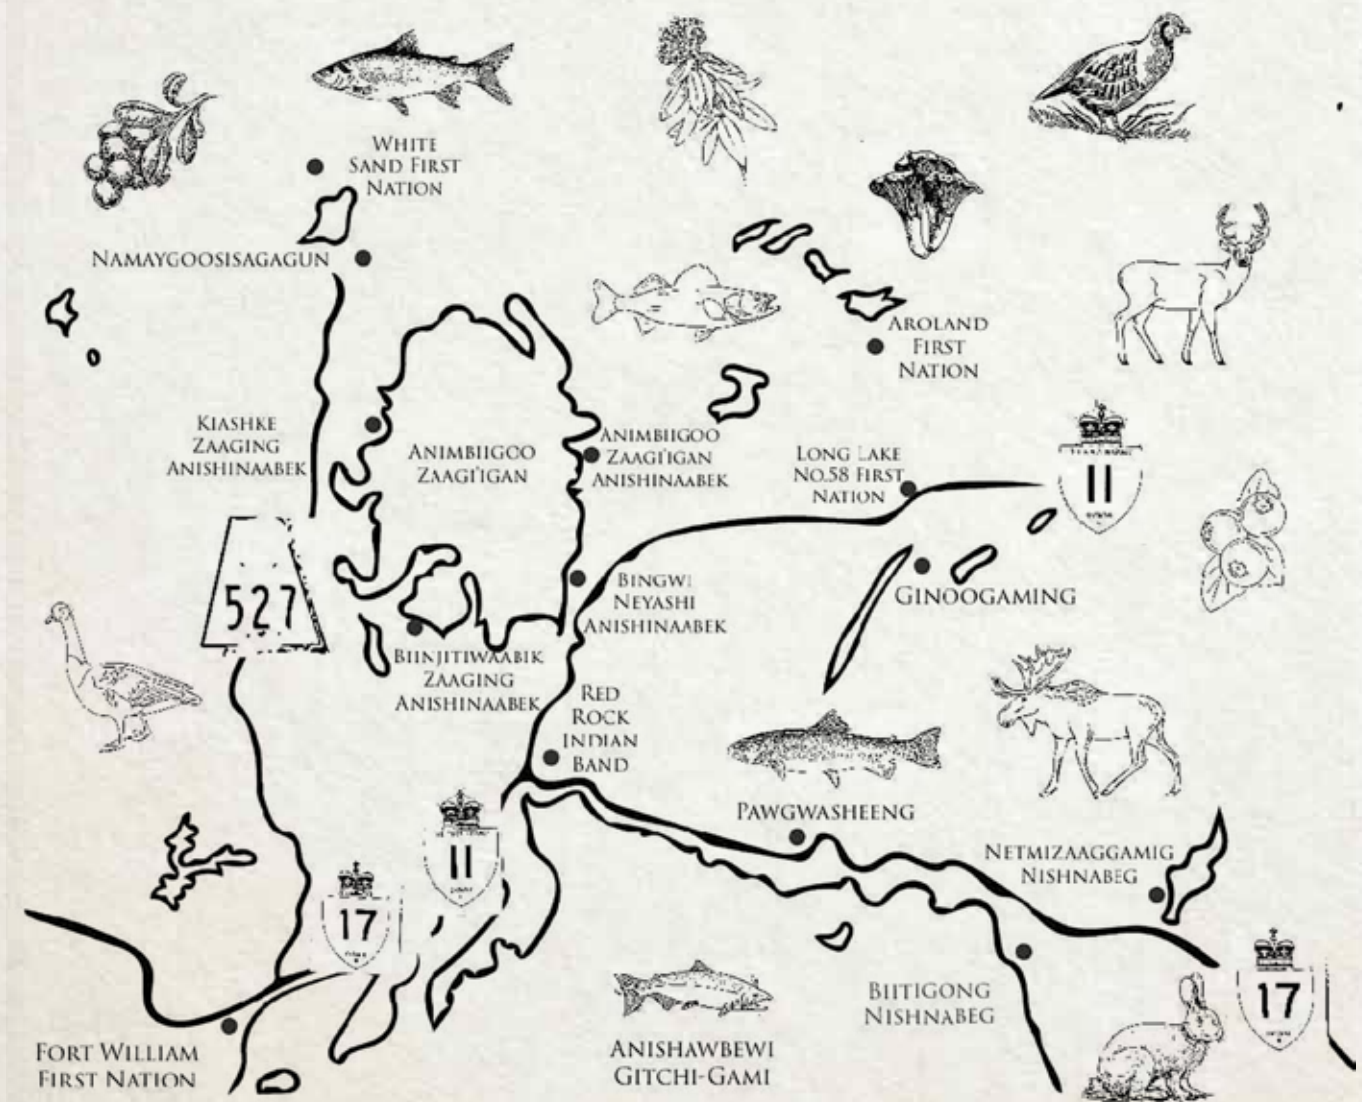 WHITE
SAND FIRST
NATION
NAMAYGOOSISAGAGUN
AROLAND
FIRST
NATION
KIASHKE
ZAAGING
ANISHINAABEK
ANIMBIIGOO
ZAAGI'IGAN
ANIMBIIGOO
ZAAGI'IGAN
ANISHINAABEK
LONG LAKE
NO.58 FIRST
NATION
11
527
BINGWI
NEYASHI
ANISHINAABEK
GINOOGAMING
BIINJITIWAABIK
ZAAGING
ANISHINAABEK
RED
ROCK
INDIAN
BAND
PAWGWASHEENG
11
NETMIZAAGGAMIG
NISHNABEG
17
17
BIITIGONG
NISHNABEG
FORT WILLIAM
FIRST NATION
ANISHAWBEWI
GITCHI-GAMI